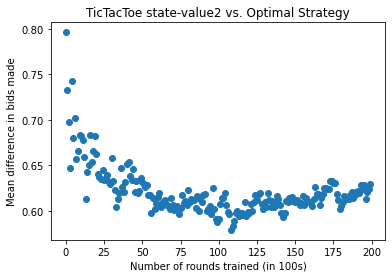 TicTacToe state-value2 vs. Optimal Strategy
Mean difference in bids made
0.80
0.75
0.70
0.65
0.60
0 25 50 75 100 125 150 175 200
Number of rounds trained (in 100s)